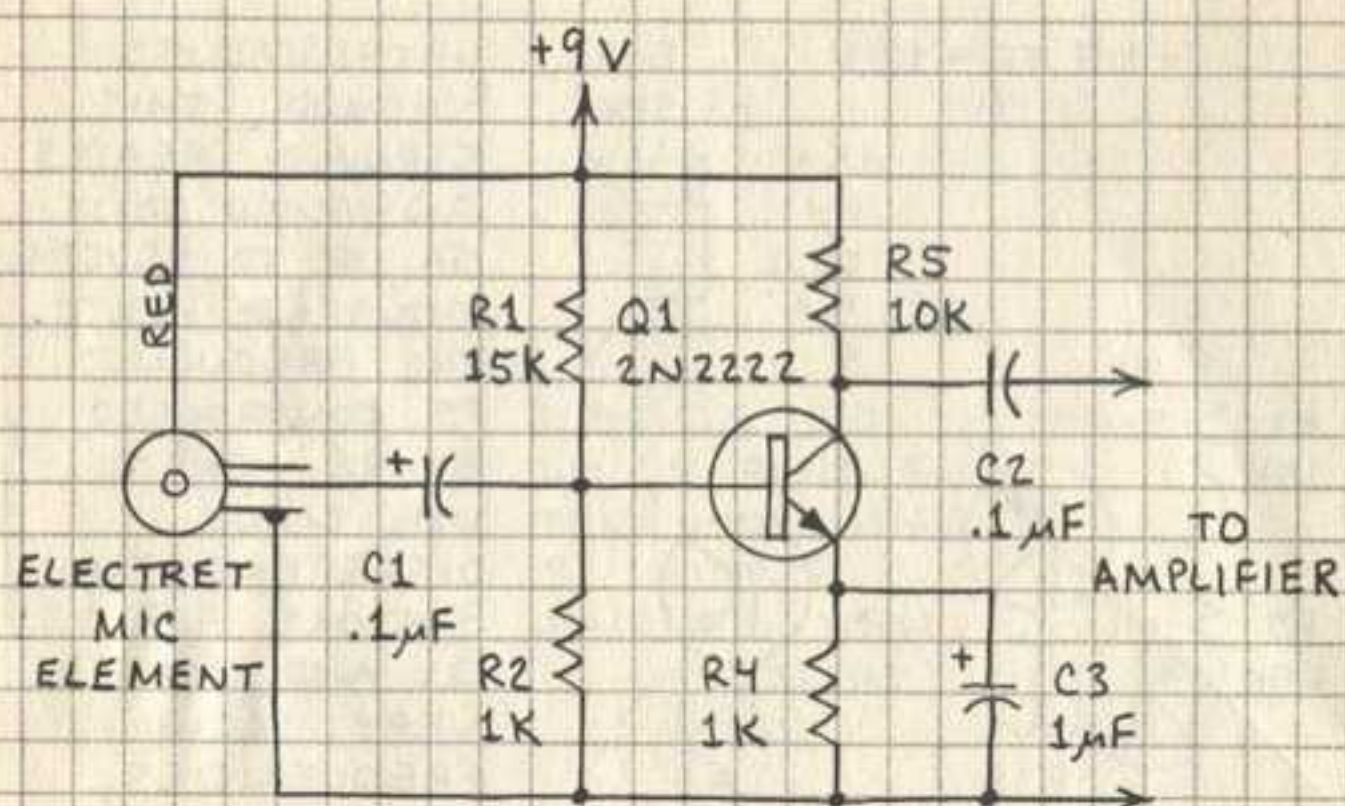 +9V
RED
R1
15K
Q1
2N2222
R5
10K
+
C1
.1µF
C2
.1µF
TO
AMPLIFIER
ELECTRET
MIC
ELEMENT
R2
1K
R4
1K
+
C3
1µF